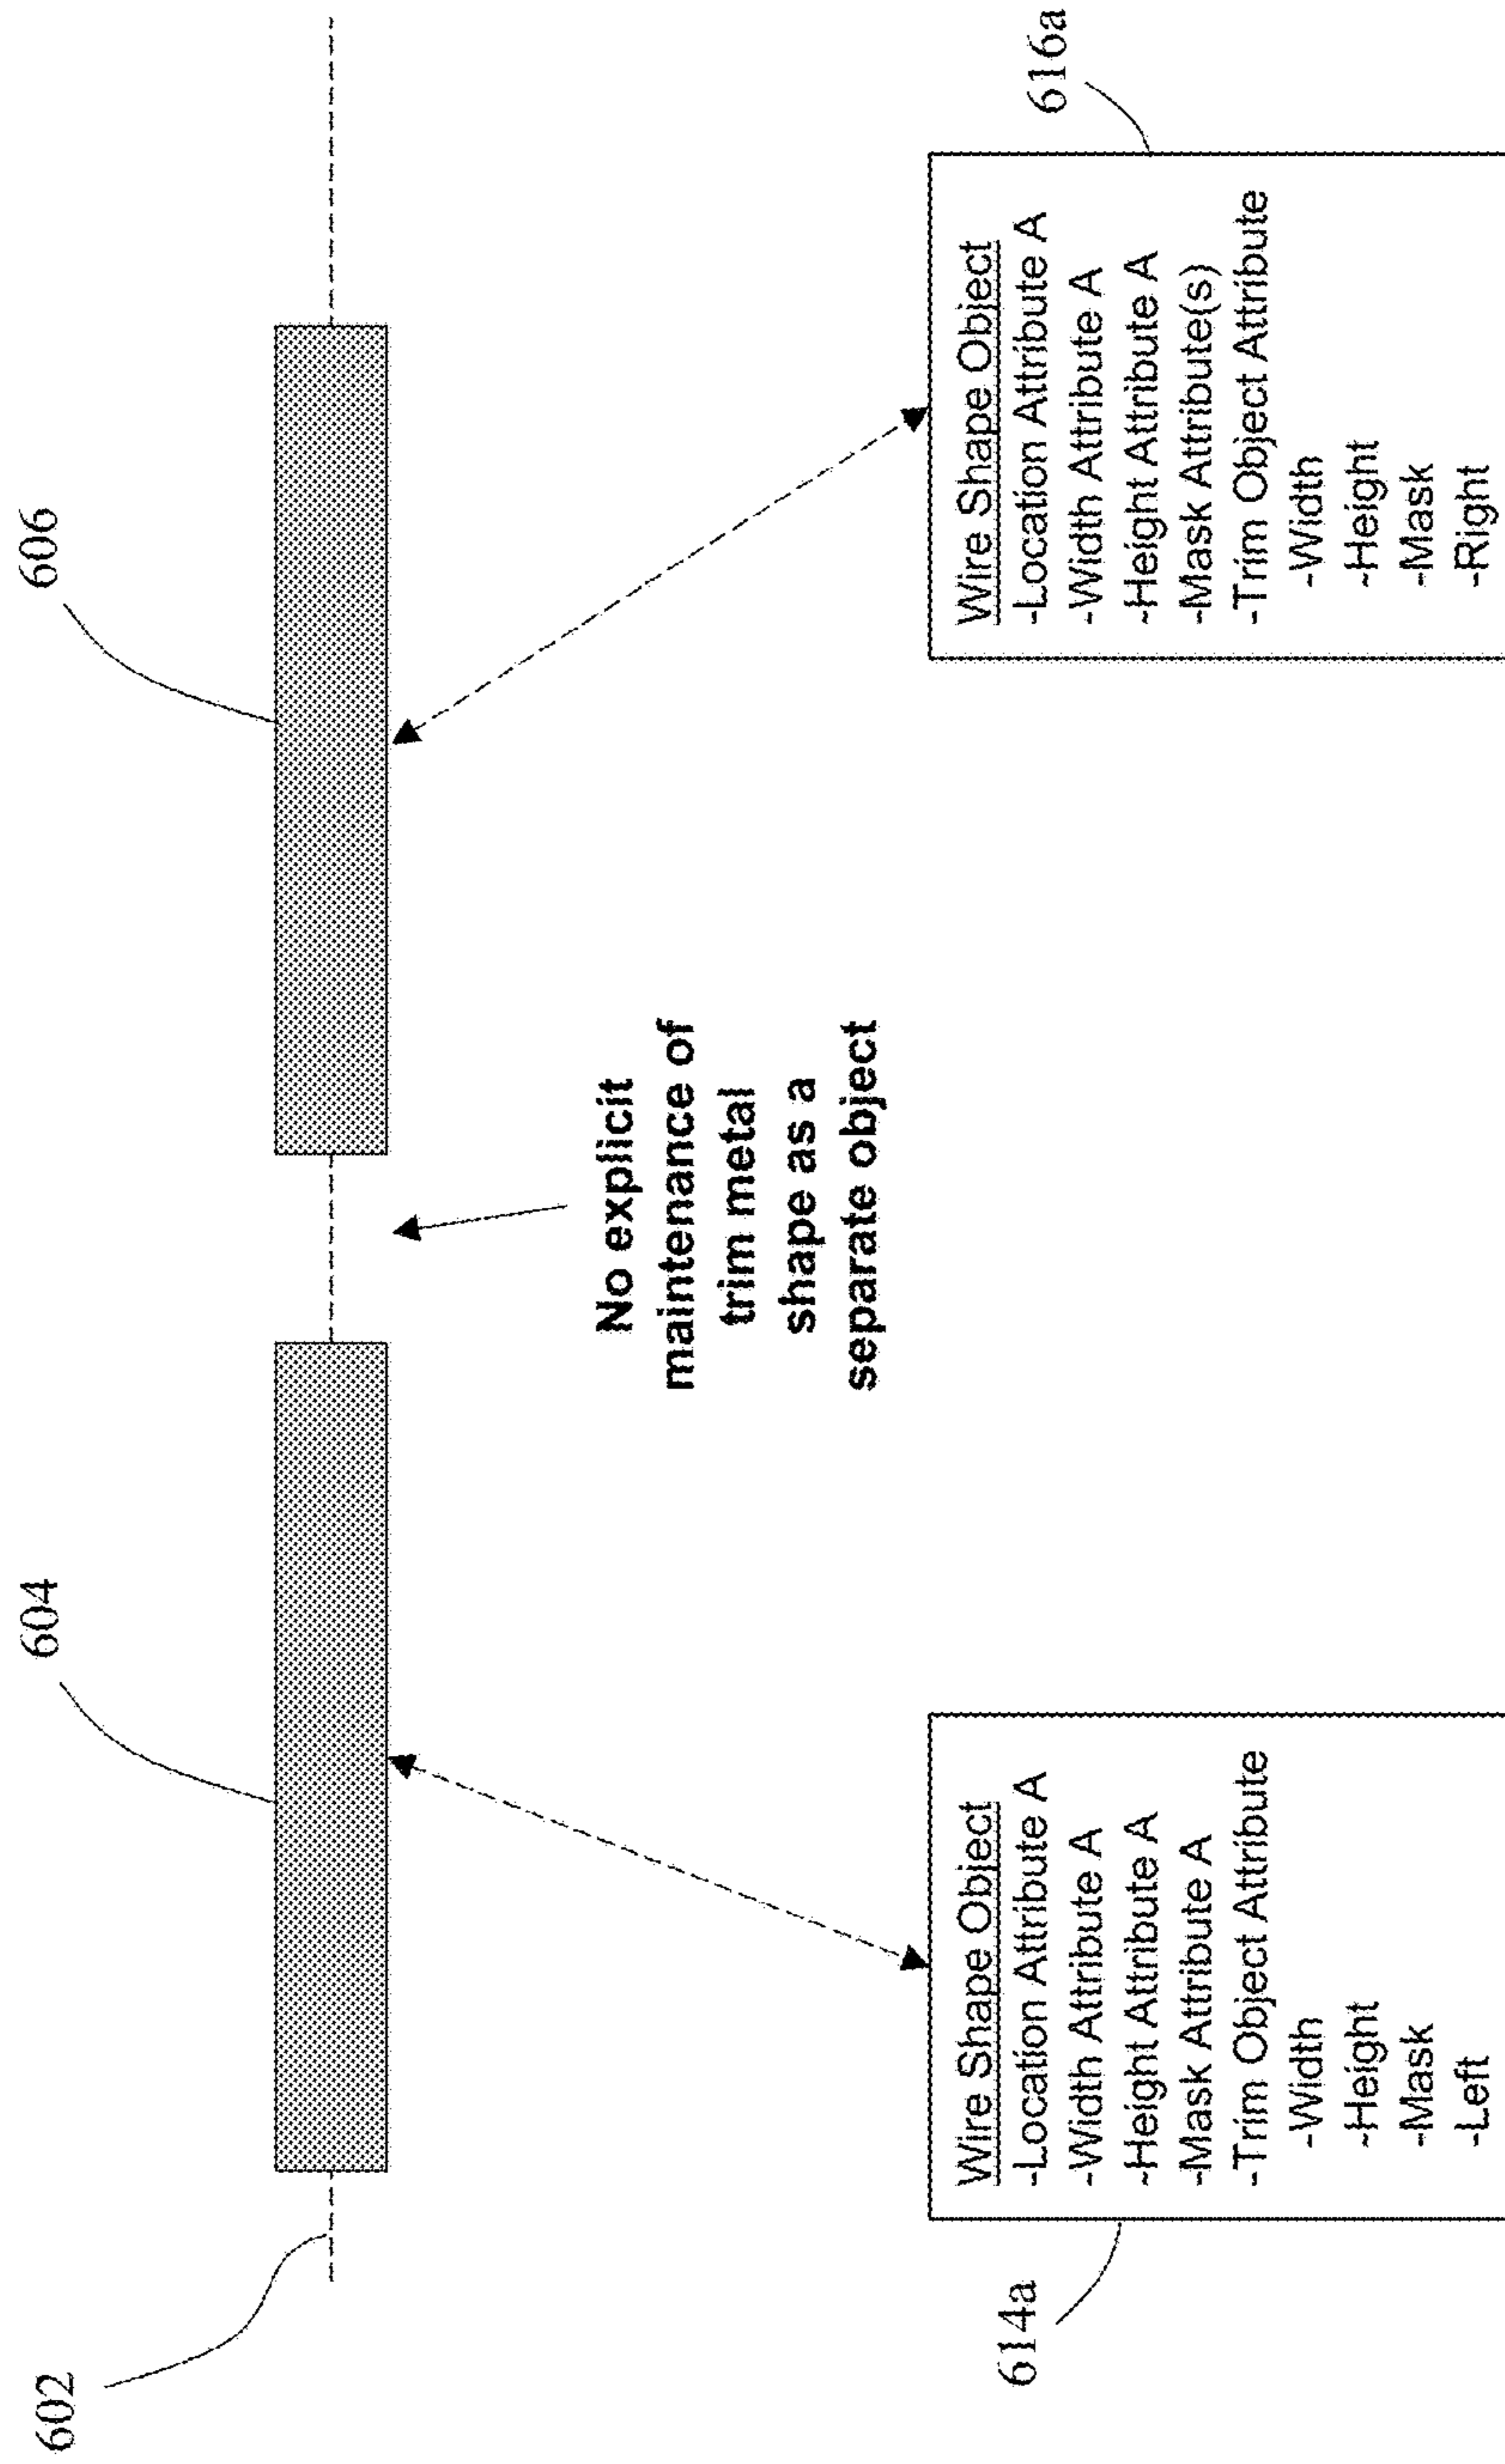 602
604
606
No explicit
maintenance of
trim metal
shape as a
separate object
614a
Wire Shape Object
-Location Attribute A
-Width Attribute A
-Height Attribute A
-Mask Attribute A
-Trim Object Attribute
-Width
-Height
-Mask
-Left
616a
Wire Shape Object
-Location Attribute A
-Width Attribute A
-Height Attribute A
-Mask Attribute(s)
-Trim Object Attribute
-Width
-Height
-Mask
-Right